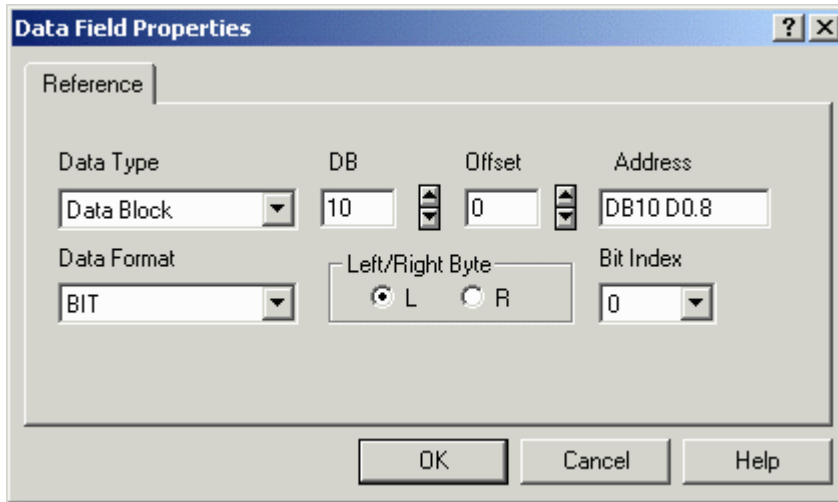 Data Field Properties
Reference
Data Type DB Offset Address
Data Block 10 0 DB10 D0.8
Data Format Left/Right Byte Bit Index
BIT L R 0
OK Cancel Help